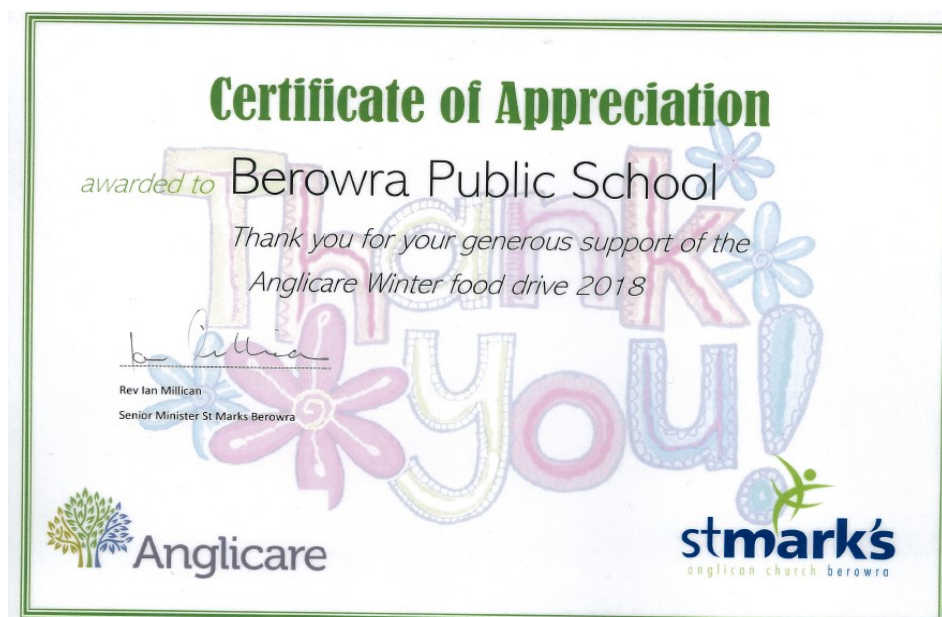 Certificate of Appreciation
awarded to Berowra Public School
Thank you for your generous support of the
Anglicare Winter food drive 2018
Thank
you!
Rev Ian Millican
Senior Minister St Marks Berowra
Anglicare
stmark's
anglican church berowra